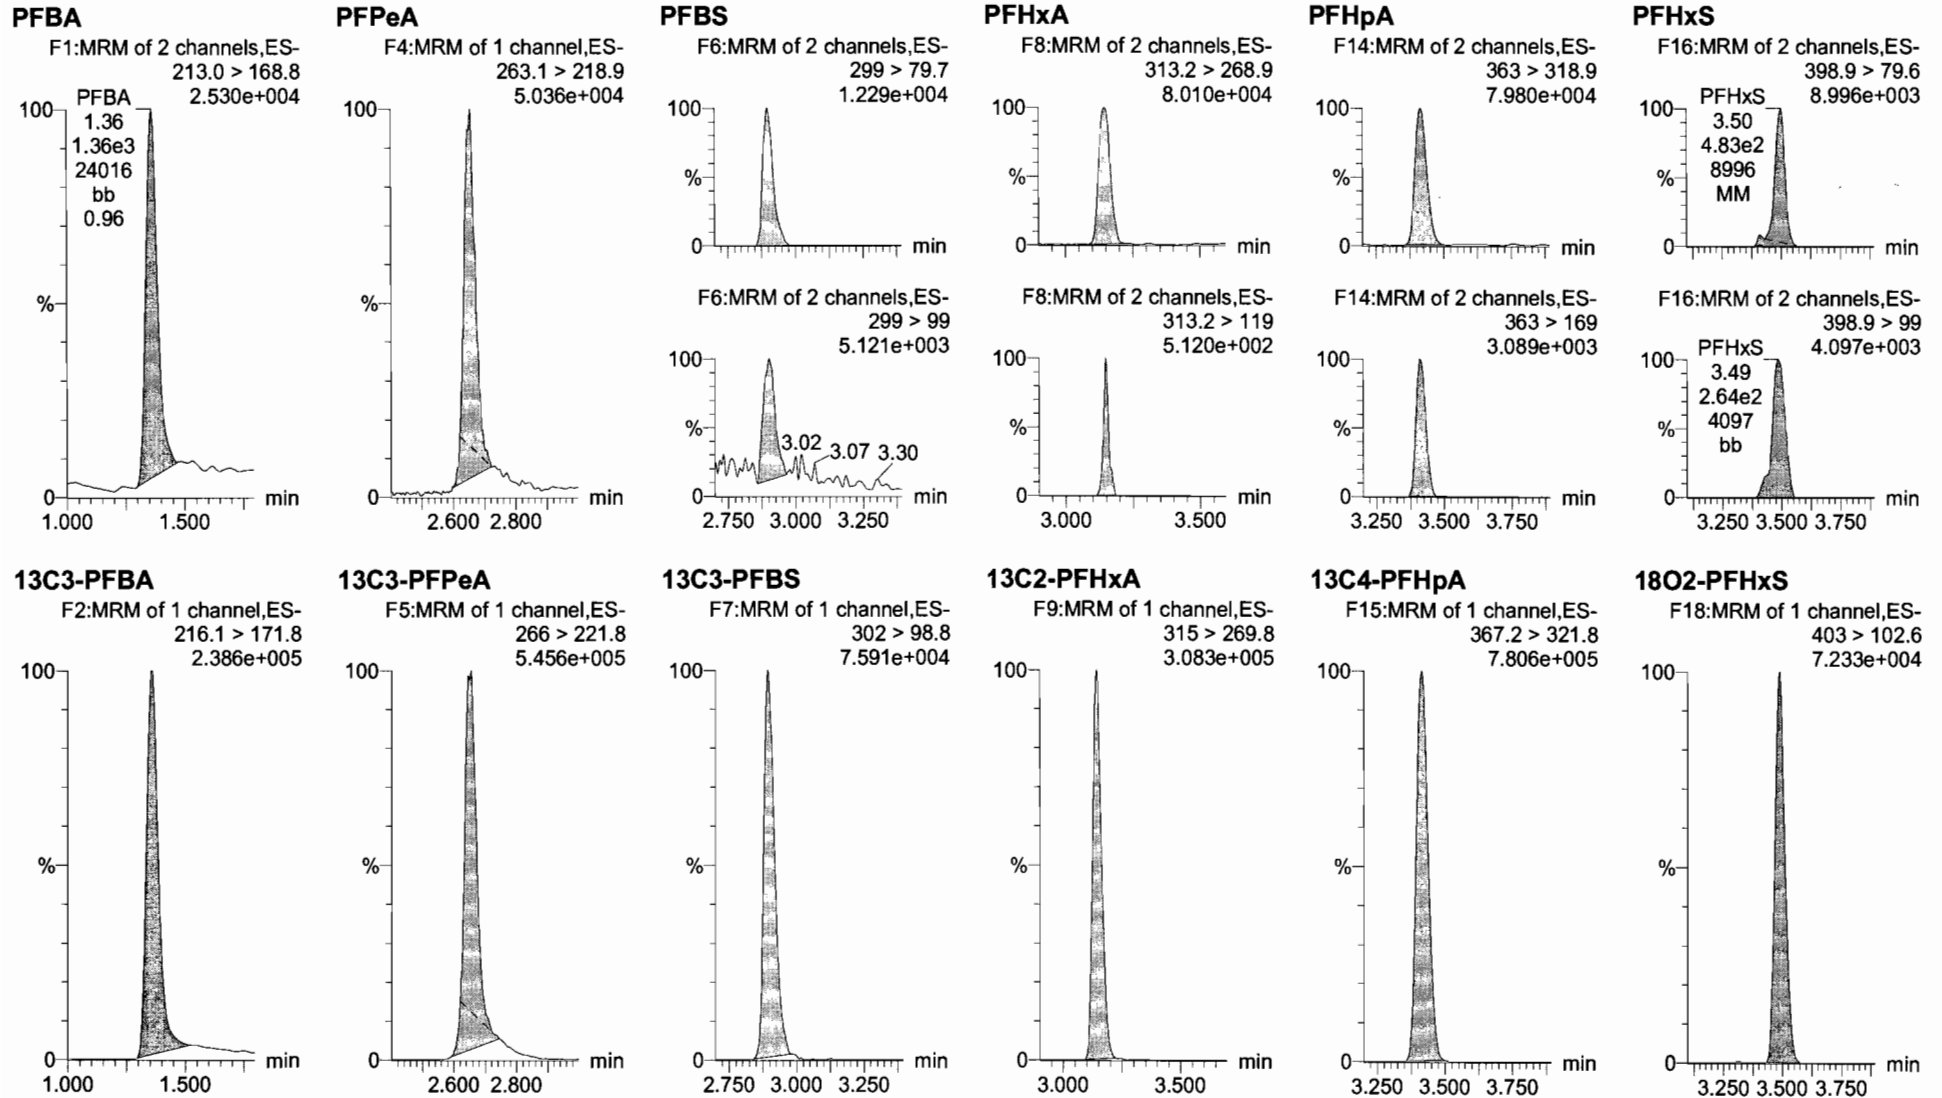 PFBA
F1:MRM of 2 channels,ES-
213.0 > 168.8
2.530e+004
PFBA
1.36
1.36e3
24016
bb
0.96
100
%
0
min
1.000 1.500
PFPeA
F4:MRM of 1 channel,ES-
263.1 > 218.9
5.036e+004
100
%
0
min
2.600 2.800
PFBS
F6:MRM of 2 channels,ES-
299 > 79.7
1.229e+004
100
%
0
min
F6:MRM of 2 channels,ES-
299 > 99
5.121e+003
100
%
3.02
3.07
3.30
0
min
2.750 3.000 3.250
PFHxA
F8:MRM of 2 channels,ES-
313.2 > 268.9
8.010e+004
100
%
0
min
F8:MRM of 2 channels,ES-
313.2 > 119
5.120e+002
100
%
0
min
3.000 3.500
PFHpA
F14:MRM of 2 channels,ES-
363 > 318.9
7.980e+004
100
%
0
min
F14:MRM of 2 channels,ES-
363 > 169
3.089e+003
100
%
0
min
3.250 3.500 3.750
PFHxS
F16:MRM of 2 channels,ES-
398.9 > 79.6
8.996e+003
PFHxS
3.50
4.83e2
8996
MM
100
%
0
min
F16:MRM of 2 channels,ES-
398.9 > 99
4.097e+003
PFHxS
3.49
2.64e2
4097
bb
100
%
0
min
3.250 3.500 3.750
13C3-PFBA
F2:MRM of 1 channel,ES-
216.1 > 171.8
2.386e+005
100
%
0
min
1.000 1.500
13C3-PFPeA
F5:MRM of 1 channel,ES-
266 > 221.8
5.456e+005
100
%
0
min
2.600 2.800
13C3-PFBS
F7:MRM of 1 channel,ES-
302 > 98.8
7.591e+004
100
%
0
min
2.750 3.000 3.250
13C2-PFHxA
F9:MRM of 1 channel,ES-
315 > 269.8
3.083e+005
100
%
0
min
3.000 3.500
13C4-PFHpA
F15:MRM of 1 channel,ES-
367.2 > 321.8
7.806e+005
100
%
0
min
3.250 3.500 3.750
18O2-PFHxS
F18:MRM of 1 channel,ES-
403 > 102.6
7.233e+004
100
%
0
min
3.250 3.500 3.750